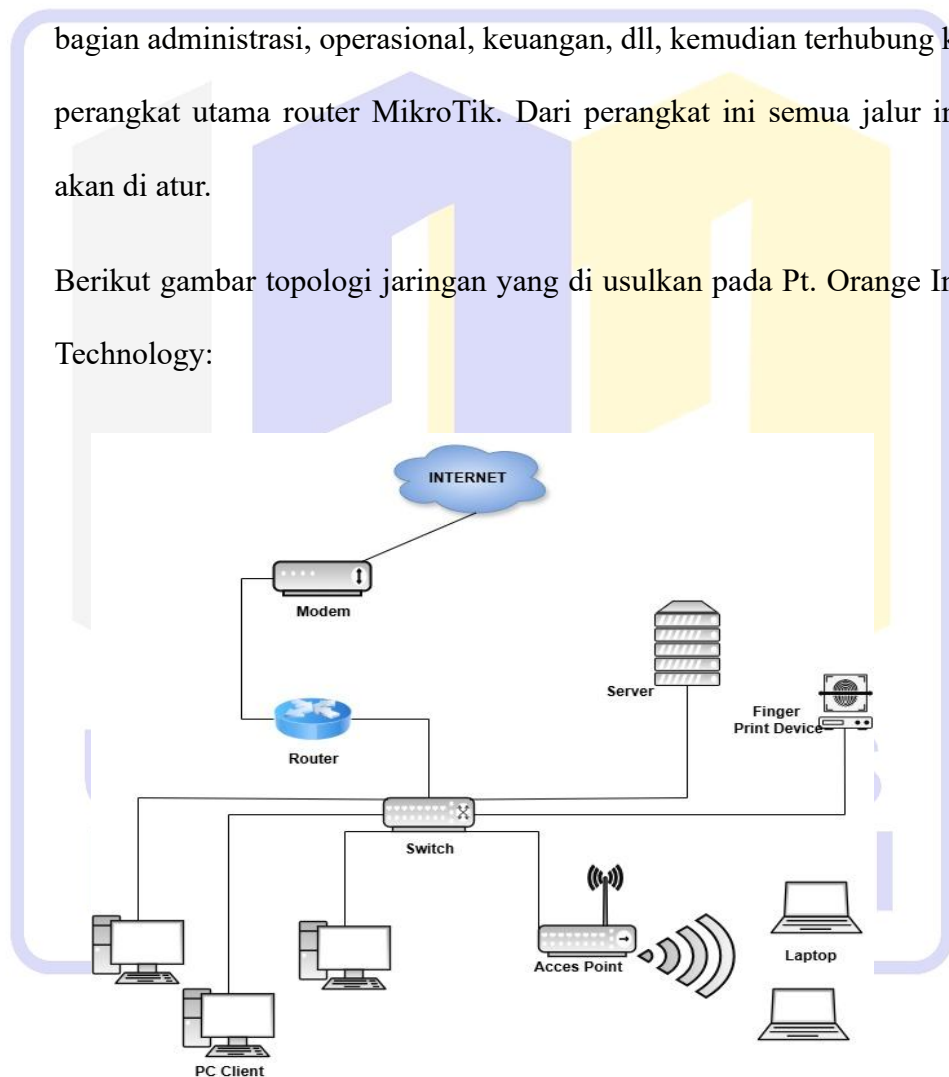 bagian administrasi, operasional, keuangan, dll, kemudian terhubung
perangkat utama router MikroTik. Dari perangkat ini semua jalur
akan di atur.
Berikut gambar topologi jaringan yang di usulkan pada Pt. Orange
Technology:
INTERNET
Modem
Server
Finger
Print Device
Router
Switch
Acces Point
Laptop
PC Client